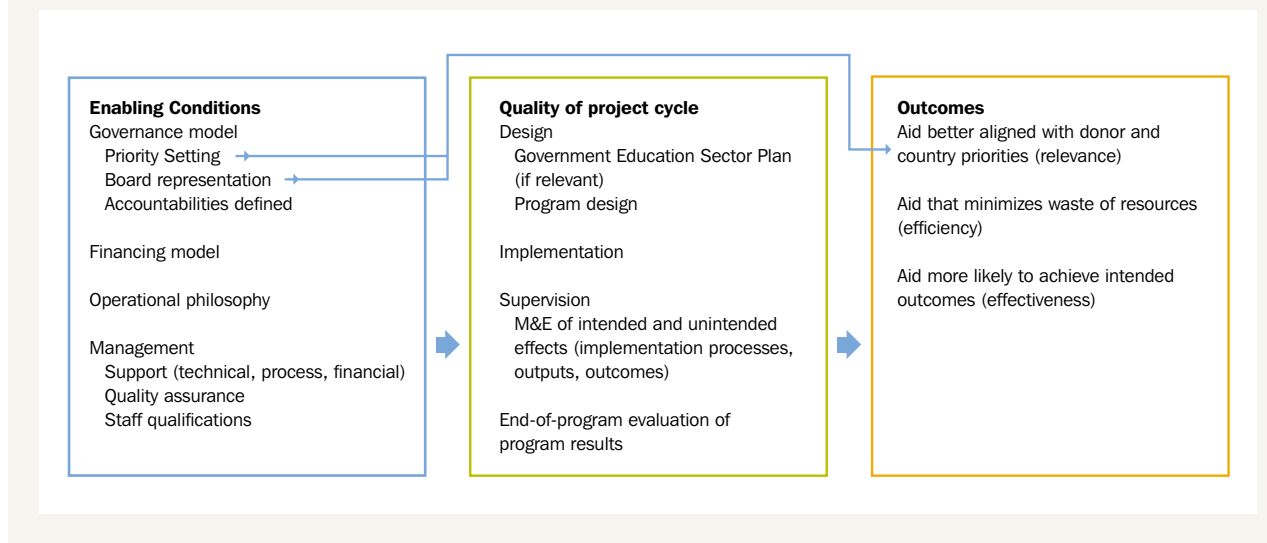 Enabling Conditions
Governance model
Priority Setting
Board representation
Accountabilities defined
Financing model
Operational philosophy
Management
Support (technical, process, financial)
Quality assurance
Staff qualifications
Quality of project cycle
Design
Government Education Sector Plan
(if relevant)
Program design
Implementation
Supervision
M&E of intended and unintended
effects (implementation processes,
outputs, outcomes)
End-of-program evaluation of
program results
Outcomes
Aid better aligned with donor and
country priorities (relevance)
Aid that minimizes waste of resources
(efficiency)
Aid more likely to achieve intended
outcomes (effectiveness)